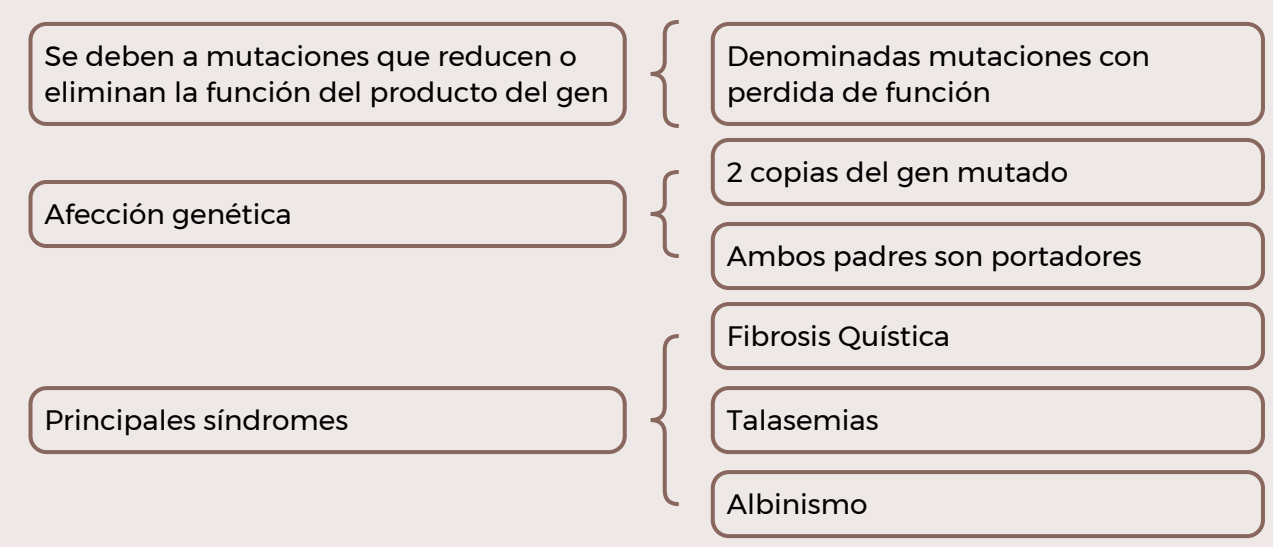 Se deben a mutaciones que reducen o
eliminan la función del producto del gen
Denominadas mutaciones con
perdida de función
Afección genética
2 copias del gen mutado
Ambos padres son portadores
Principales síndromes
Fibrosis Quística
Talasemias
Albinismo